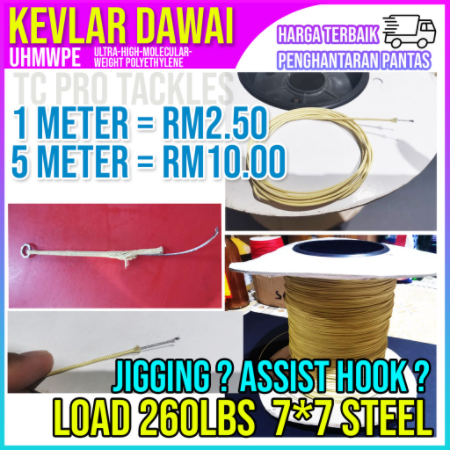 KEVLAR DAWAI
UHMWPE ULTRA-HIGH-MOLECULAR-
WEIGHT POLYETHYLENE
HARGA TERBAIK
PENGHANTARAN PANTAS
TC PRO TACKLES
1 METER = RM2.50
5 METER = RM10.00
JIGGING ? ASSIST HOOK ?
LOAD 260LBS 7*7 STEEL